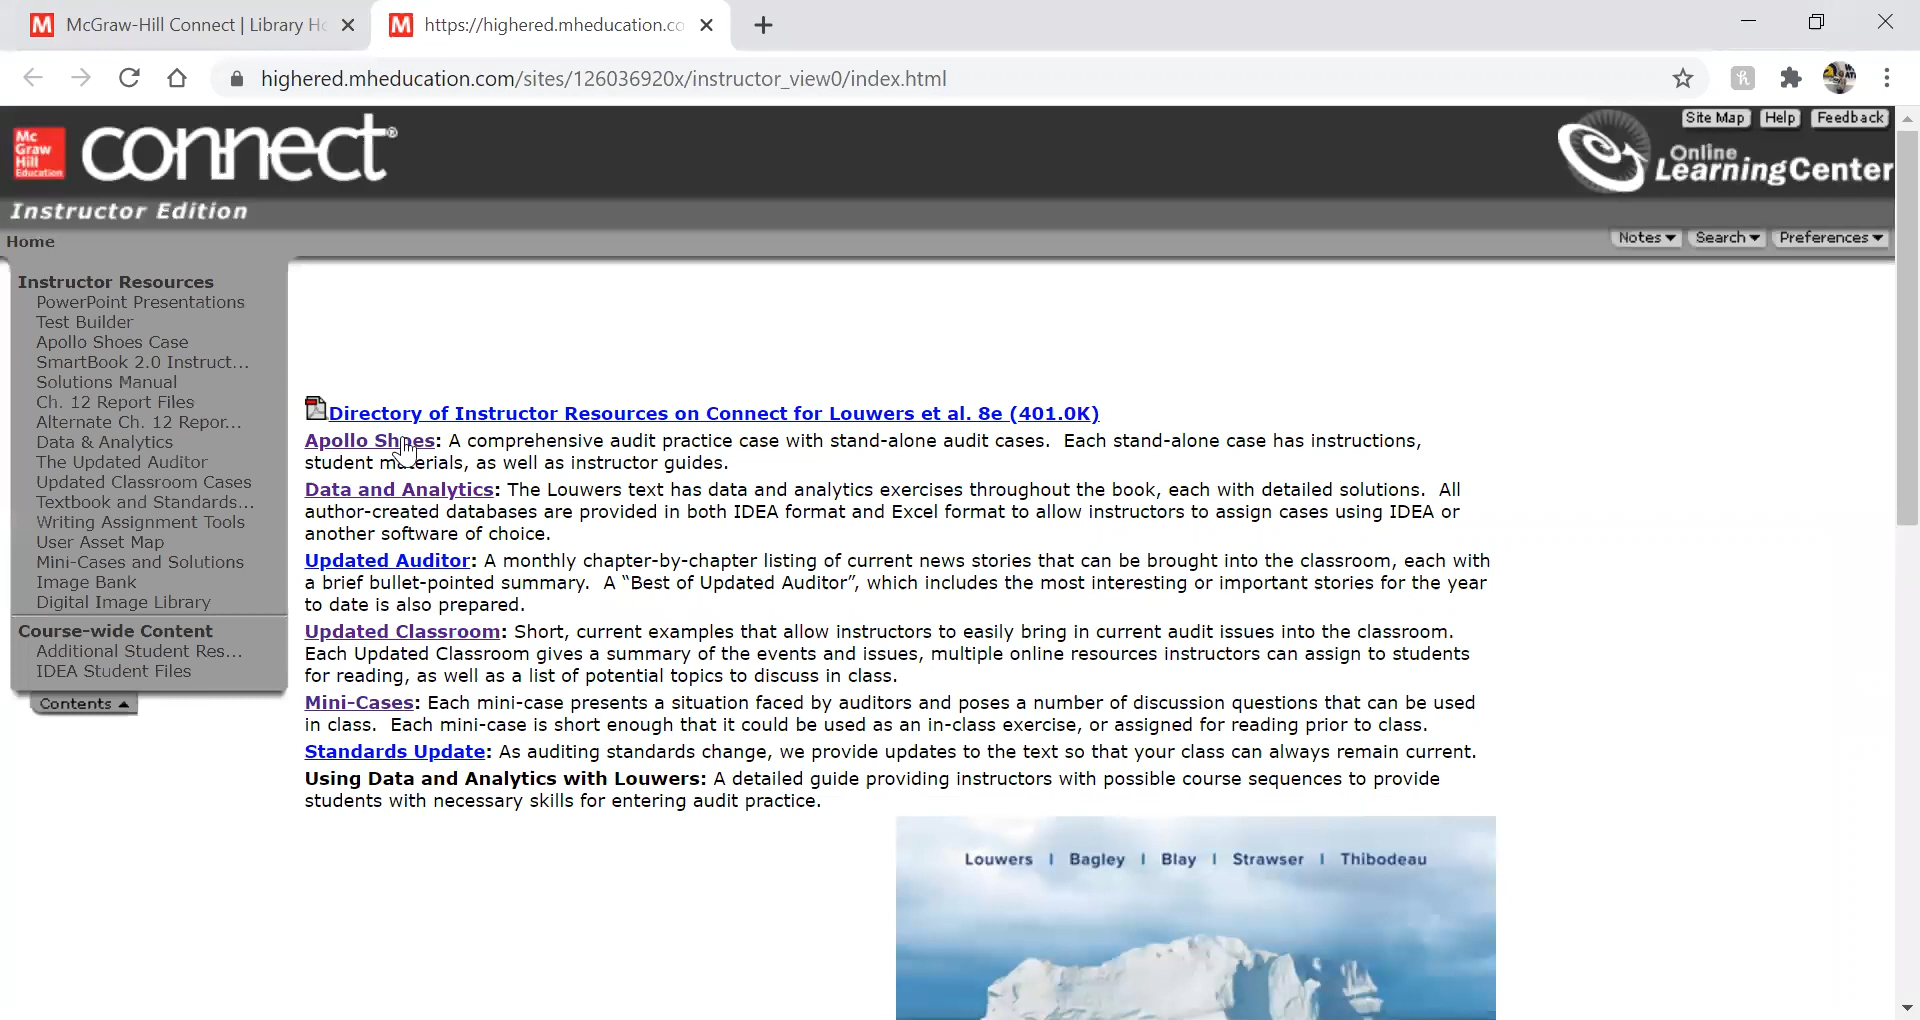 McGraw-Hill Connect | Library Ho
https://highered.mheducation.co
highered.mheducation.com/sites/126036920x/instructor_view0/index.html
Mc Graw Hill Education
connect®
Site Map Help Feedback
Online
LearningCenter
Instructor Edition
Home
Notes Search Preferences
Instructor Resources
PowerPoint Presentations
Test Builder
Apollo Shoes Case
SmartBook 2.0 Instruct...
Solutions Manual
Ch. 12 Report Files
Alternate Ch. 12 Repor...
Data & Analytics
The Updated Auditor
Updated Classroom Cases
Textbook and Standards...
Writing Assignment Tools
User Asset Map
Mini-Cases and Solutions
Image Bank
Digital Image Library
Course-wide Content
Additional Student Res...
IDEA Student Files
Contents
Directory of Instructor Resources on Connect for Louwers et al. 8e (401.0K)
Apollo Shoes: A comprehensive audit practice case with stand-alone audit cases. Each stand-alone case has instructions,
student materials, as well as instructor guides.
Data and Analytics: The Louwers text has data and analytics exercises throughout the book, each with detailed solutions. All
author-created databases are provided in both IDEA format and Excel format to allow instructors to assign cases using IDEA or
another software of choice.
Updated Auditor: A monthly chapter-by-chapter listing of current news stories that can be brought into the classroom, each with
a brief bullet-pointed summary. A “Best of Updated Auditor”, which includes the most interesting or important stories for the year
to date is also prepared.
Updated Classroom: Short, current examples that allow instructors to easily bring in current audit issues into the classroom.
Each Updated Classroom gives a summary of the events and issues, multiple online resources instructors can assign to students
for reading, as well as a list of potential topics to discuss in class.
Mini-Cases: Each mini-case presents a situation faced by auditors and poses a number of discussion questions that can be used
in class. Each mini-case is short enough that it could be used as an in-class exercise, or assigned for reading prior to class.
Standards Update: As auditing standards change, we provide updates to the text so that your class can always remain current.
Using Data and Analytics with Louwers: A detailed guide providing instructors with possible course sequences to provide
students with necessary skills for entering audit practice.
Louwers | Bagley | Blay | Strawser | Thibodeau